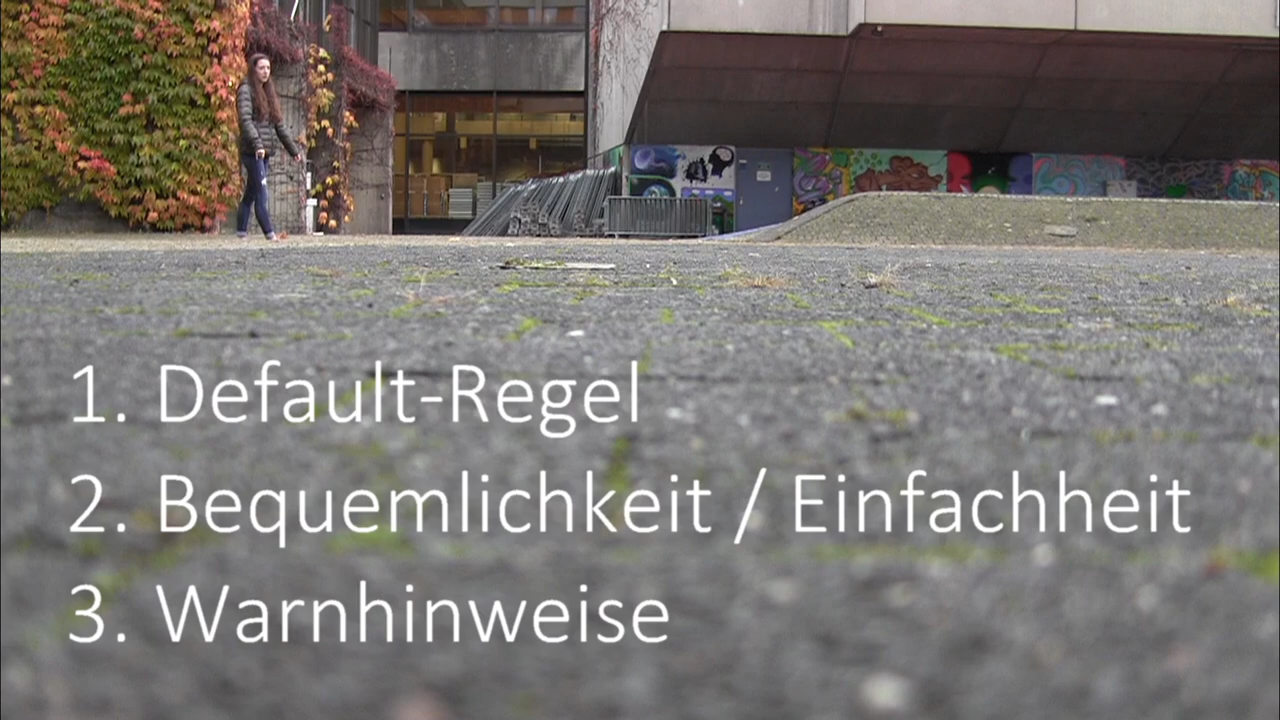 1. Default-Regel
2. Bequemlichkeit / Einfachheit
3. Warnhinweise